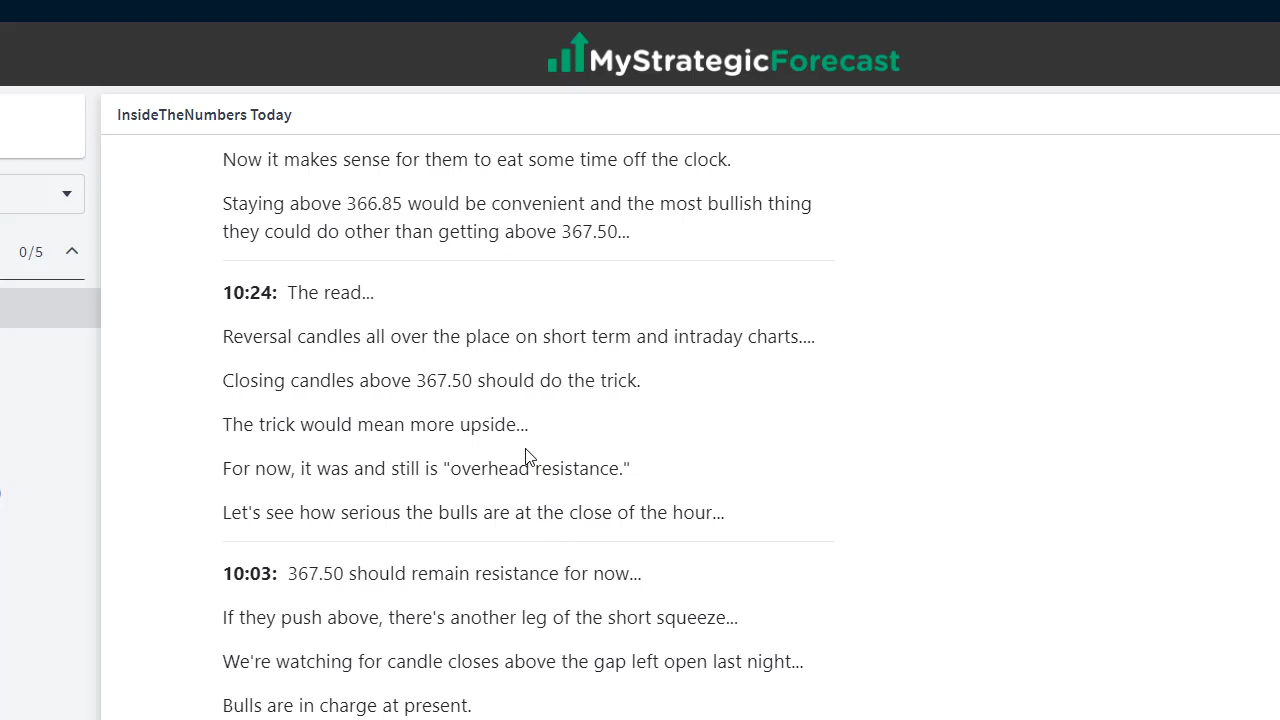 MyStrategicForecast
InsideTheNumbers Today
0/5
Now it makes sense for them to eat some time off the clock.
Staying above 366.85 would be convenient and the most bullish thing
they could do other than getting above 367.50...
10:24: The read...
Reversal candles all over the place on short term and intraday charts....
Closing candles above 367.50 should do the trick.
The trick would mean more upside...
For now, it was and still is "overhead resistance."
Let's see how serious the bulls are at the close of the hour...
10:03: 367.50 should remain resistance for now...
If they push above, there's another leg of the short squeeze...
We're watching for candle closes above the gap left open last night...
Bulls are in charge at present.